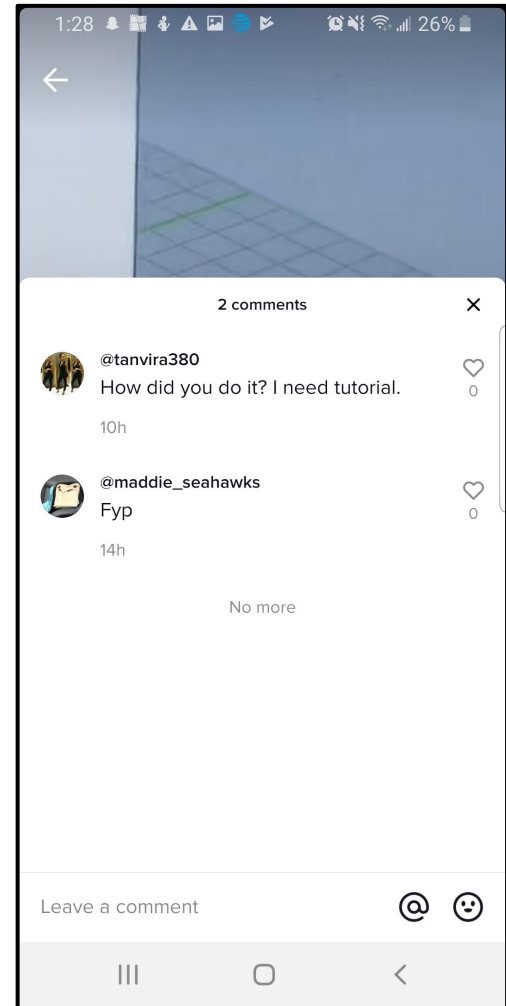 1:28 26%
2 comments
@tanvira380
How did you do it? I need tutorial.
0
10h
@maddie_seahawks
Fyp
0
14h
No more
Leave a comment